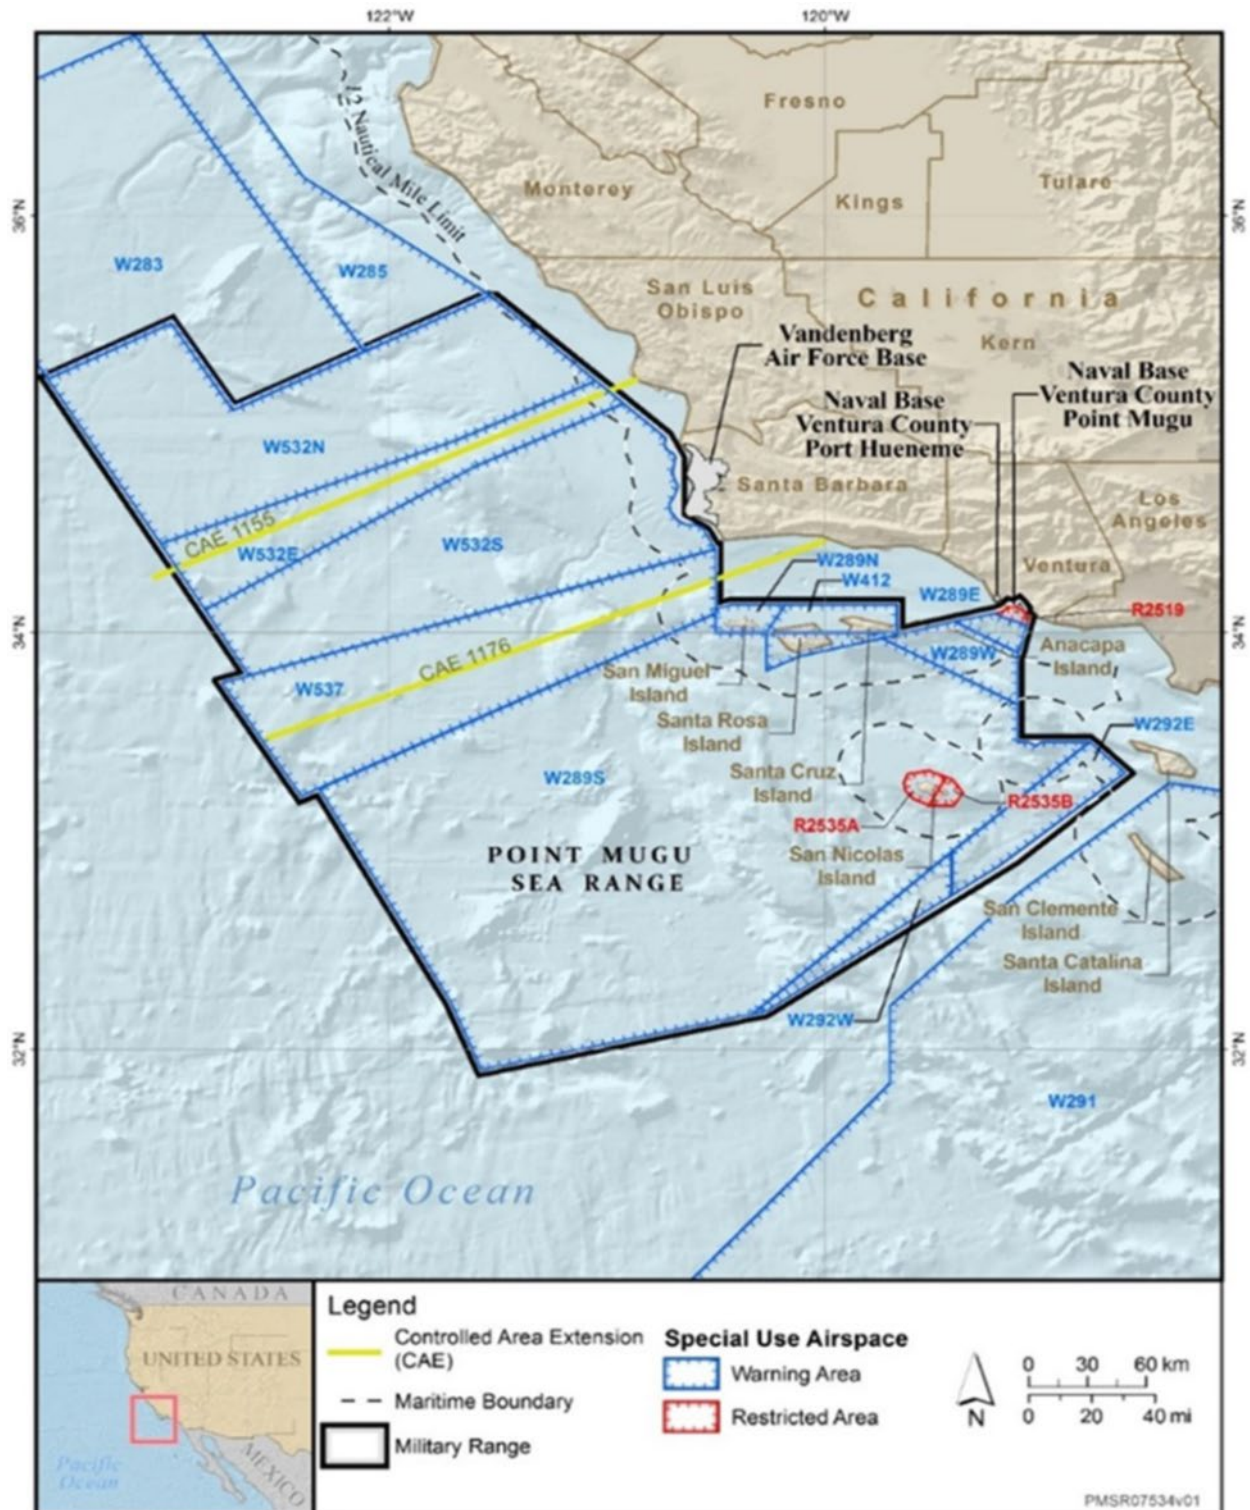 122°W
120°W
36°N
36°N
12 Nautical Mile Limit
Fresno
Monterey
Kings
Tulare
W283
W285
San Luis
Obispo
California
Kern
Vandenberg
Air Force Base
Naval Base
Ventura County
Point Mugu
Naval Base
Ventura County
Port Hueneme
W532N
Santa Barbara
Los
Angeles
CAE 1155
W532E
W532S
Ventura
W289N
W412
W289E
R2519
34°N
34°N
CAE 1176
W537
San Miguel
Island
W289W
Anacapa
Island
Santa Rosa
Island
W292E
W289S
Santa Cruz
Island
R2535B
R2535A
POINT MUGU
SEA RANGE
San Nicolas
Island
San Clemente
Island
Santa Catalina
Island
W292W
32°N
32°N
W291
Pacific Ocean
CANADA
UNITED STATES
MEXICO
Pacific
Ocean
Legend
Controlled Area Extension
(CAE)
Maritime Boundary
Military Range
Special Use Airspace
Warning Area
Restricted Area
N
0 30 60 km
0 20 40 mi
PMSR07534v01